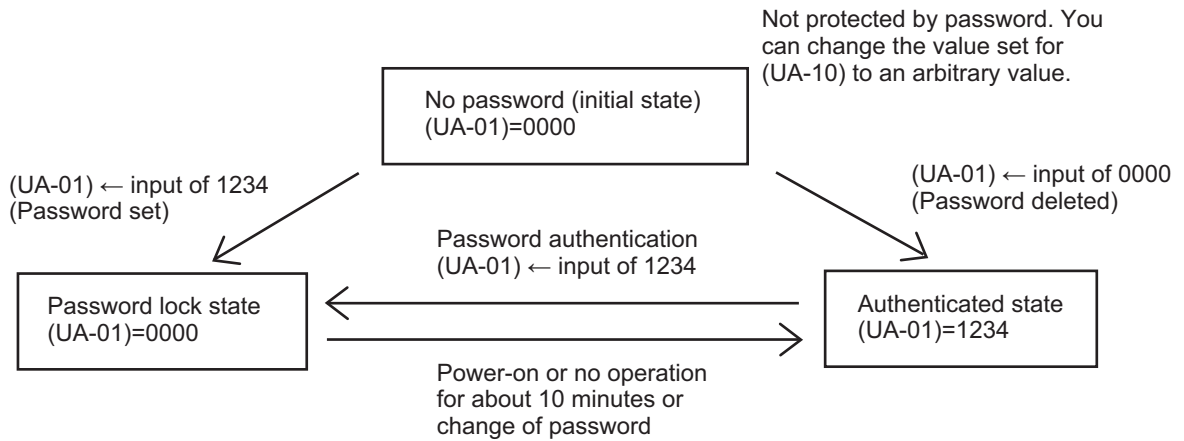 Not protected by password. You
can change the value set for
(UA-10) to an arbitrary value.
No password (initial state)
(UA-01)=0000
(UA-01) ← input of 1234
(Password set)
(UA-01) ← input of 0000
(Password deleted)
Password authentication
(UA-01) ← input of 1234
Password lock state
(UA-01)=0000
Authenticated state
(UA-01)=1234
Power-on or no operation
for about 10 minutes or
change of password